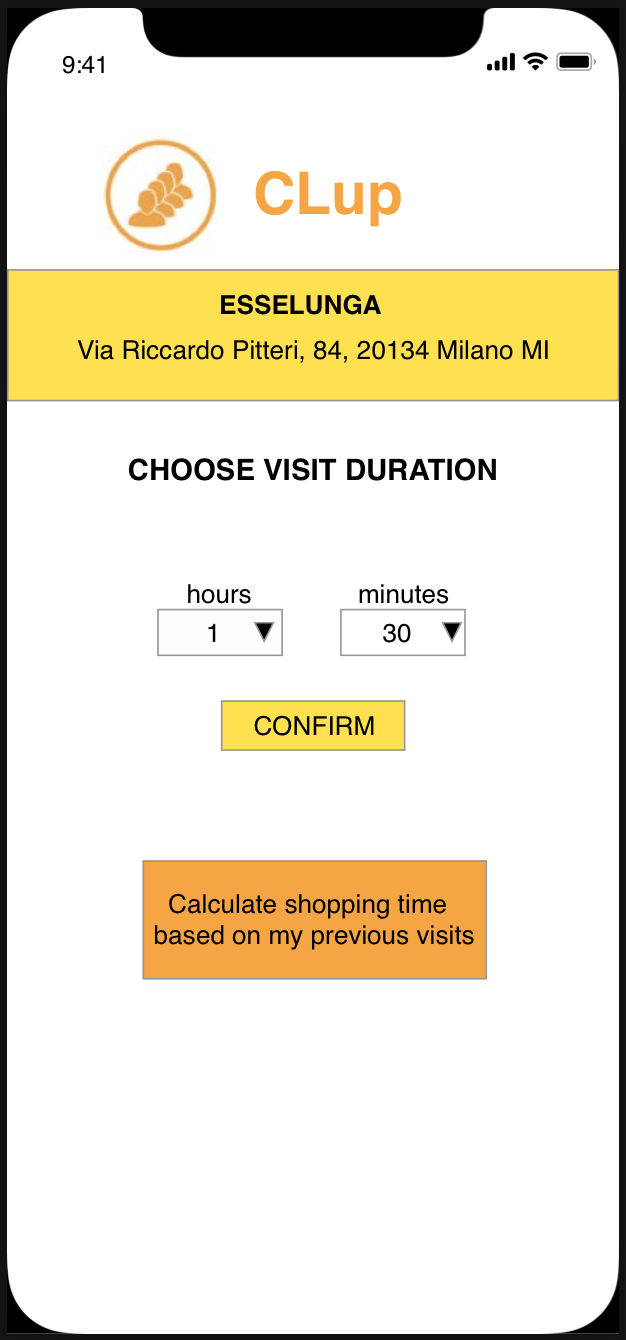 9:41
CLup
ESSELUNGA
Via Riccardo Pitteri, 84, 20134 Milano MI
CHOOSE VISIT DURATION
hours minutes
1 30
CONFIRM
Calculate shopping time
based on my previous visits